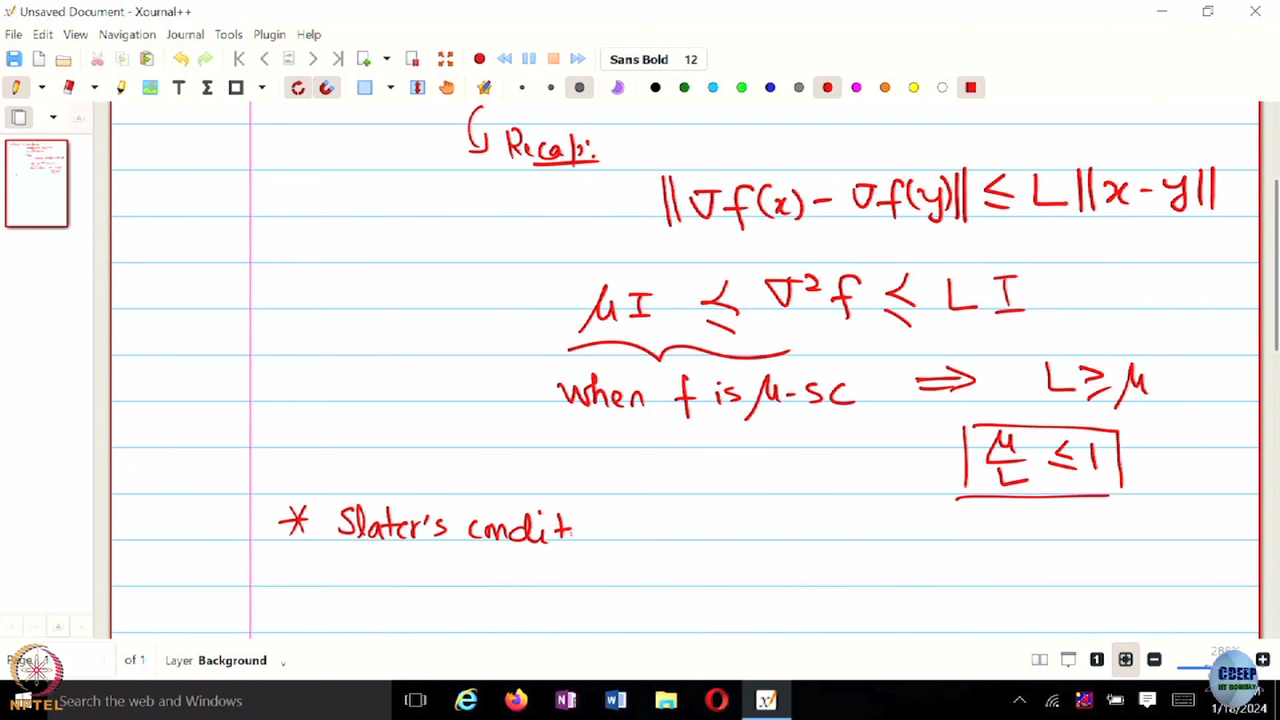 Unsaved Document - Xournal++
File Edit View Navigation Journal Tools Plugin Help
Sans Bold 12
Recap:
||∇f(x) - ∇f(y)|| ≤ L||x - y||
μI ⪯ ∇²f ⪯ L I
when f is μ-SC ⟹ L ≥ μ
μ/L ≤ 1
* Slater's condit
of 1 Layer Background
NPTEL
Search the web and Windows
CDEEP
IIT BOMBAY
1/18/2024